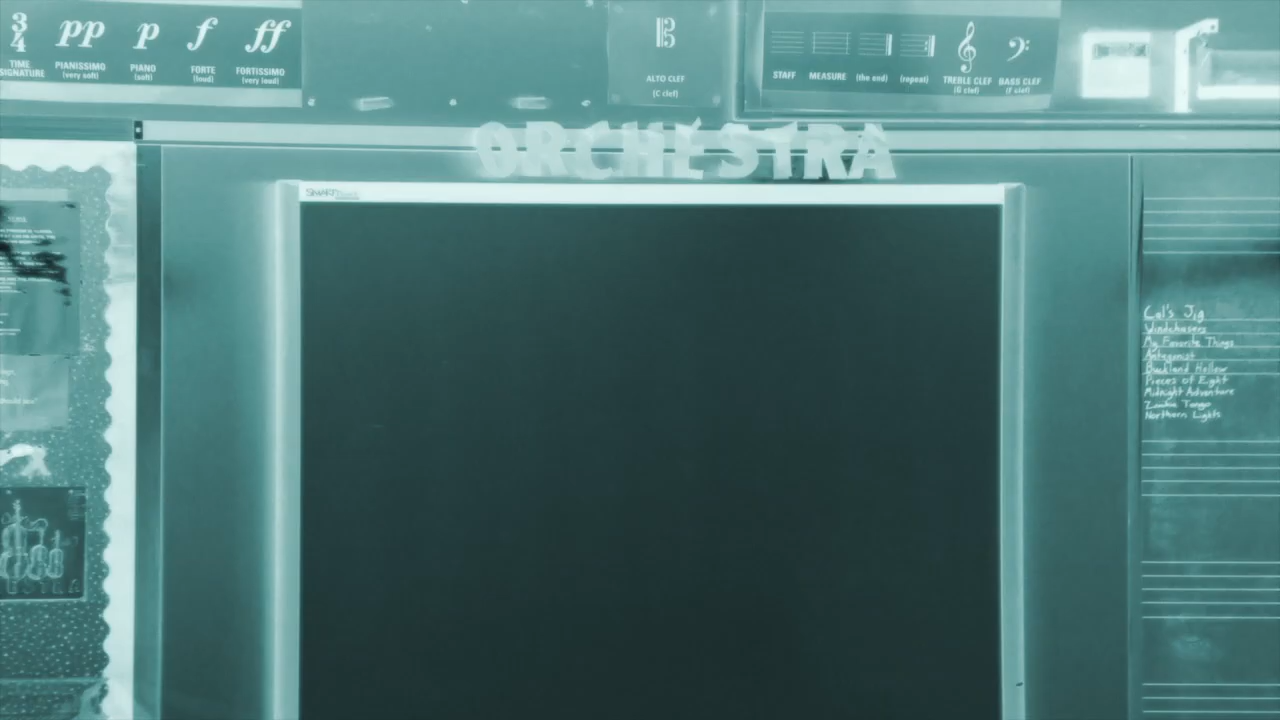 3/4 pp p f ff
TIME SIGNATURE PIANISSIMO PIANO FORTE FORTISSIMO
(very soft) (soft) (loud) (very loud)
ALTO CLEF
(C clef)
STAFF MEASURE (the end) (repeat) TREBLE CLEF BASS CLEF
(G clef) (F clef)
ORCHESTRA
SMART
Cal's Jig
Windchasers
My Favorite Things
Antagonist
Buckland Hollow
Pieces of Eight
Midnight Adventure
Zombie Tango
Northern Lights